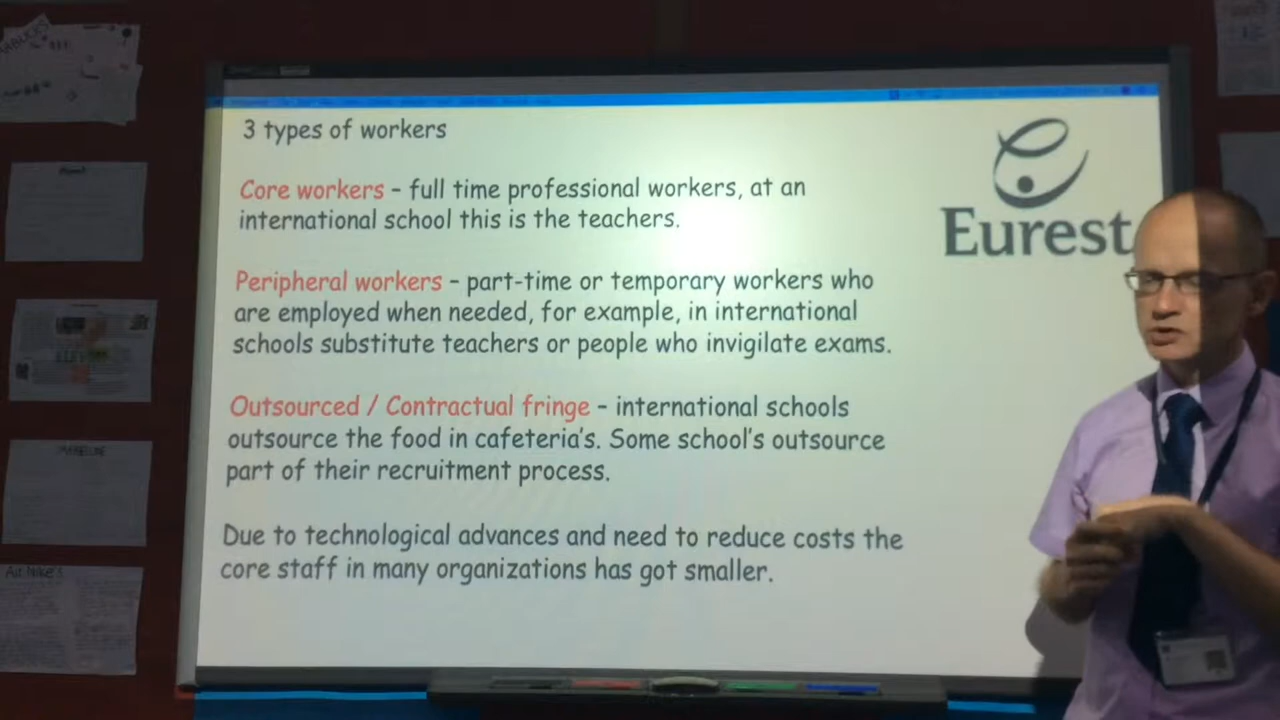 3 types of workers
Core workers – full time professional workers, at an
international school this is the teachers.
Peripheral workers – part-time or temporary workers who
are employed when needed, for example, in international
schools substitute teachers or people who invigilate exams.
Outsourced / Contractual fringe – international schools
outsource the food in cafeteria's. Some school's outsource
part of their recruitment process.
Due to technological advances and need to reduce costs the
core staff in many organizations has got smaller.
Eurest